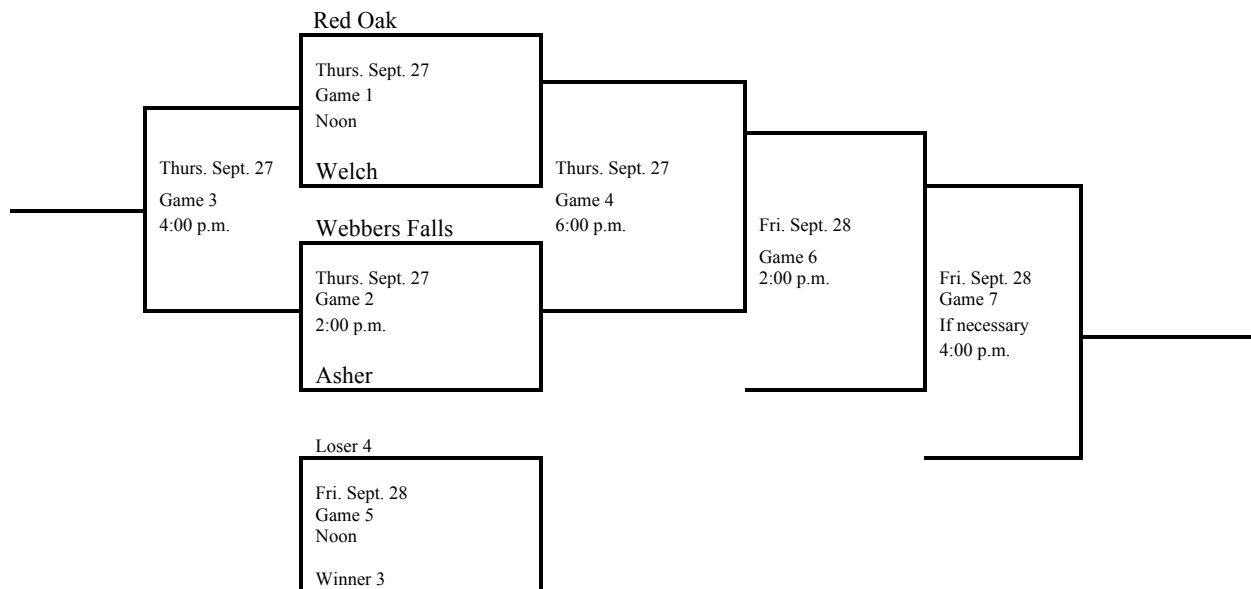 Red Oak
Thurs. Sept. 27
Game 1
Noon
Welch
Thurs. Sept. 27
Game 3
4:00 p.m.
Thurs. Sept. 27
Game 4
6:00 p.m.
Webbers Falls
Thurs. Sept. 27
Game 2
2:00 p.m.
Asher
Fri. Sept. 28
Game 6
2:00 p.m.
Fri. Sept. 28
Game 7
If necessary
4:00 p.m.
Loser 4
Fri. Sept. 28
Game 5
Noon
Winner 3